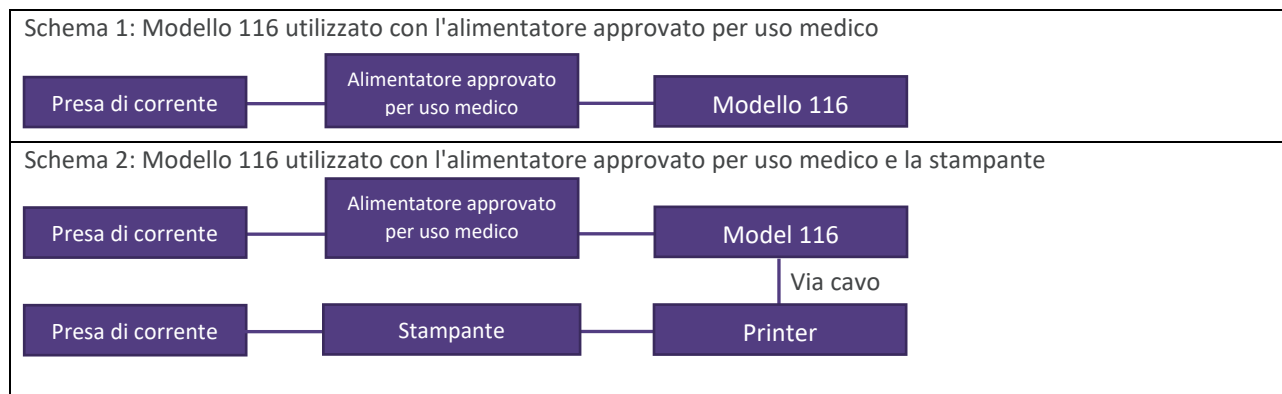 Schema 1: Modello 116 utilizzato con l'alimentatore approvato per uso medico
Presa di corrente
Alimentatore approvato
per uso medico
Modello 116
Schema 2: Modello 116 utilizzato con l'alimentatore approvato per uso medico e la stampante
Presa di corrente
Alimentatore approvato
per uso medico
Model 116
Via cavo
Presa di corrente
Stampante
Printer